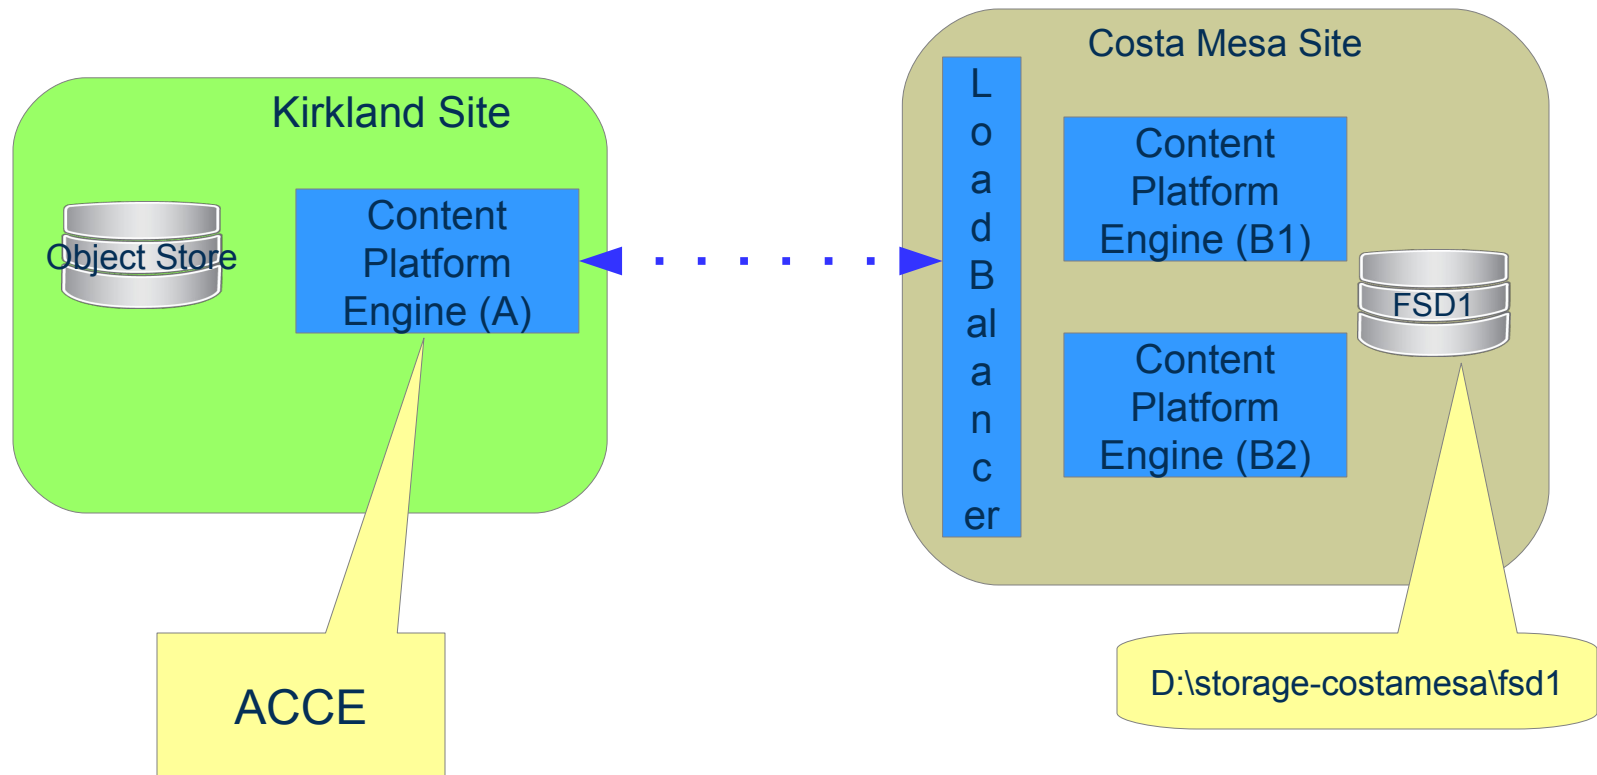 Kirkland Site
Object Store
Content
Platform
Engine (A)
ACCE
Costa Mesa Site
L
o
a
d
B
al
a
n
c
er
Content
Platform
Engine (B1)
Content
Platform
Engine (B2)
FSD1
D:\storage-costamesa\fsd1